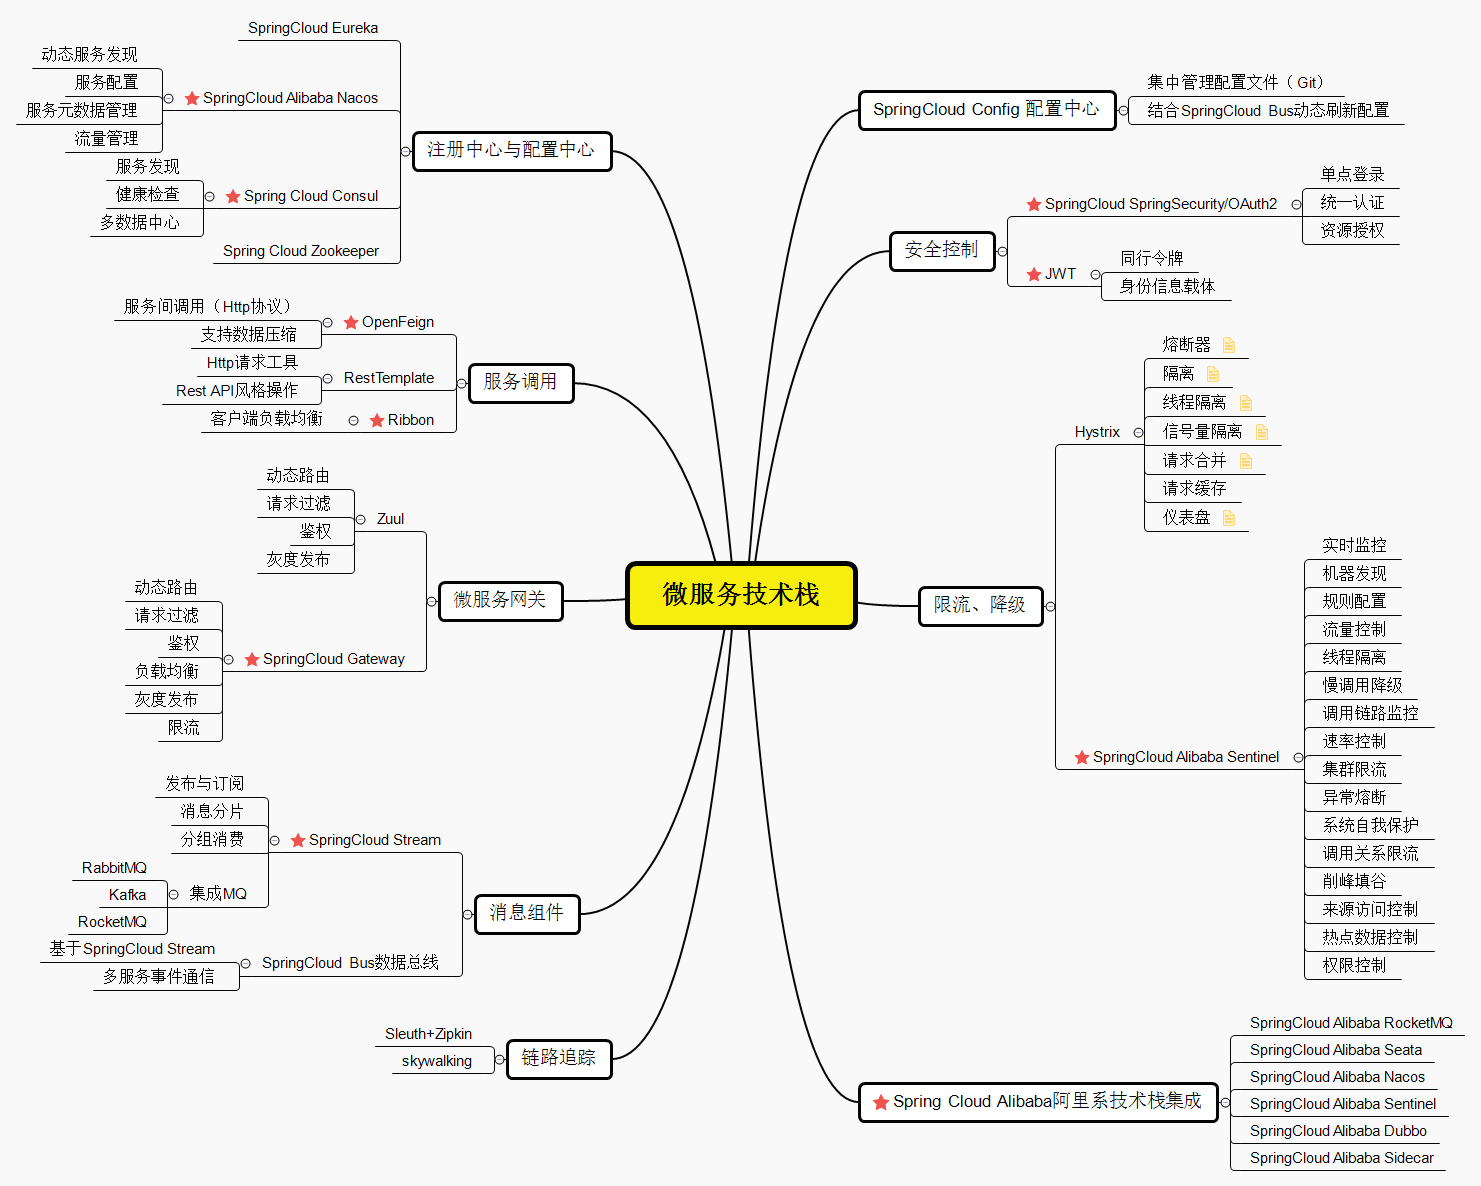 微服务技术栈
注册中心与配置中心
SpringCloud Eureka
SpringCloud Alibaba Nacos
动态服务发现
服务配置
服务元数据管理
流量管理
Spring Cloud Consul
服务发现
健康检查
多数据中心
Spring Cloud Zookeeper
服务调用
OpenFeign
服务间调用（Http协议）
支持数据压缩
RestTemplate
Http请求工具
Rest API风格操作
Ribbon
客户端负载均衡
微服务网关
Zuul
动态路由
请求过滤
鉴权
灰度发布
SpringCloud Gateway
动态路由
请求过滤
鉴权
负载均衡
灰度发布
限流
消息组件
SpringCloud Stream
发布与订阅
消息分片
分组消费
集成MQ
RabbitMQ
Kafka
RocketMQ
SpringCloud Bus数据总线
基于SpringCloud Stream
多服务事件通信
链路追踪
Sleuth+Zipkin
skywalking
SpringCloud Config 配置中心
集中管理配置文件（Git）
结合SpringCloud Bus动态刷新配置
安全控制
SpringCloud SpringSecurity/OAuth2
单点登录
统一认证
资源授权
JWT
同行令牌
身份信息载体
限流、降级
Hystrix
熔断器
隔离
线程隔离
信号量隔离
请求合并
请求缓存
仪表盘
SpringCloud Alibaba Sentinel
实时监控
机器发现
规则配置
流量控制
线程隔离
慢调用降级
调用链路监控
速率控制
集群限流
异常熔断
系统自我保护
调用关系限流
削峰填谷
来源访问控制
热点数据控制
权限控制
Spring Cloud Alibaba阿里系技术栈集成
SpringCloud Alibaba RocketMQ
SpringCloud Alibaba Seata
SpringCloud Alibaba Nacos
SpringCloud Alibaba Sentinel
SpringCloud Alibaba Dubbo
SpringCloud Alibaba Sidecar